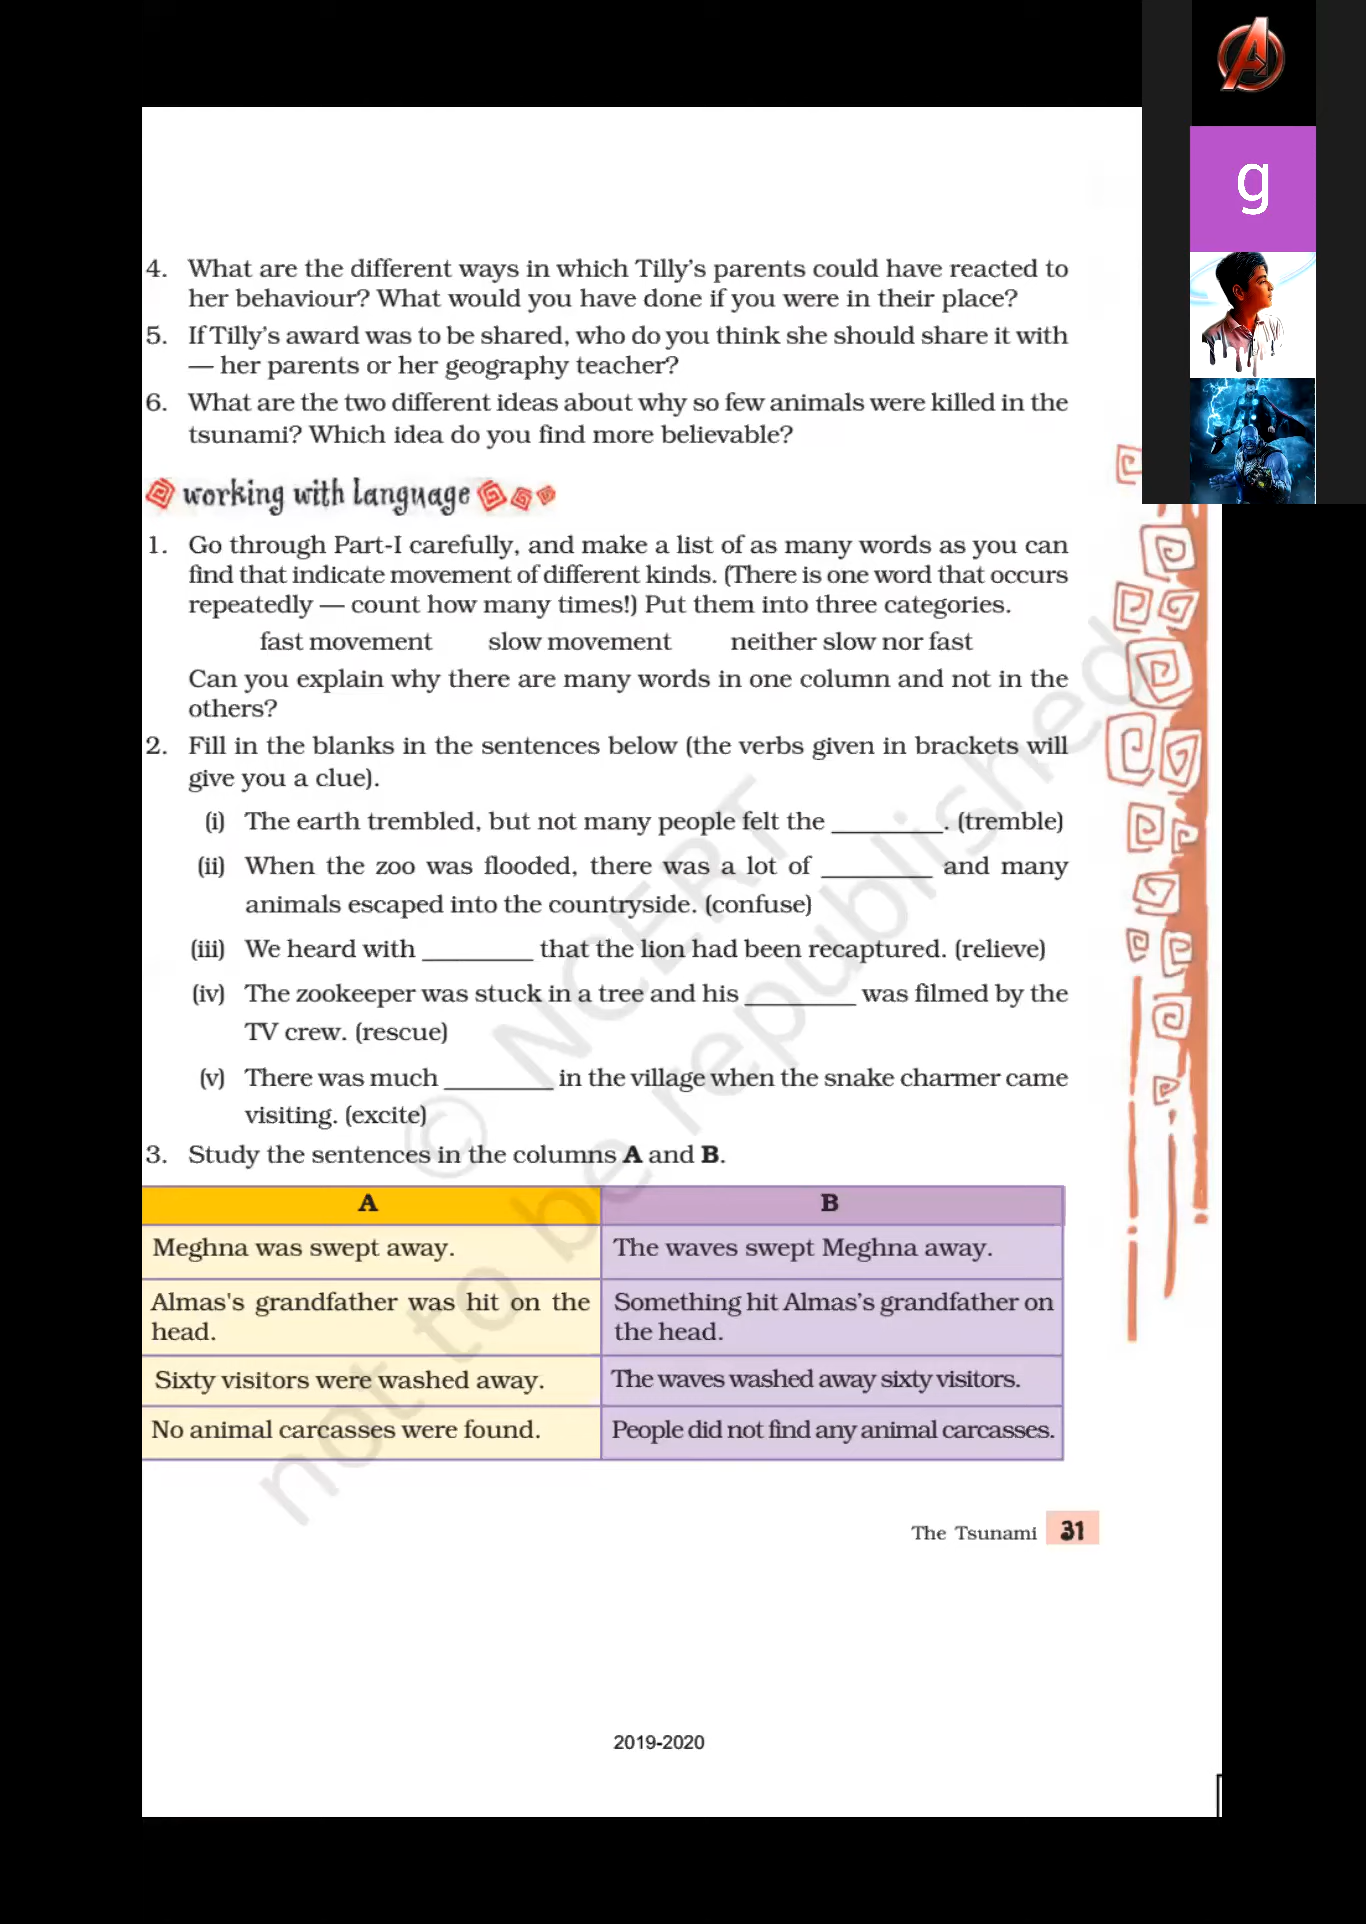 g
4. What are the different ways in which Tilly’s parents could have reacted to
her behaviour? What would you have done if you were in their place?
5. If Tilly’s award was to be shared, who do you think she should share it with
— her parents or her geography teacher?
6. What are the two different ideas about why so few animals were killed in the
tsunami? Which idea do you find more believable?
working with language
1. Go through Part-I carefully, and make a list of as many words as you can
find that indicate movement of different kinds. (There is one word that occurs
repeatedly — count how many times!) Put them into three categories.
fast movement slow movement neither slow nor fast
Can you explain why there are many words in one column and not in the
others?
2. Fill in the blanks in the sentences below (the verbs given in brackets will
give you a clue).
(i) The earth trembled, but not many people felt the _________. (tremble)
(ii) When the zoo was flooded, there was a lot of _________ and many
animals escaped into the countryside. (confuse)
(iii) We heard with _________ that the lion had been recaptured. (relieve)
(iv) The zookeeper was stuck in a tree and his _________ was filmed by the
TV crew. (rescue)
(v) There was much _________ in the village when the snake charmer came
visiting. (excite)
3. Study the sentences in the columns A and B.
A B
Meghna was swept away. The waves swept Meghna away.
Almas's grandfather was hit on the Something hit Almas’s grandfather on
head. the head.
Sixty visitors were washed away. The waves washed away sixty visitors.
No animal carcasses were found. People did not find any animal carcasses.
© NCERT
not to be republished
The Tsunami 31
2019-2020